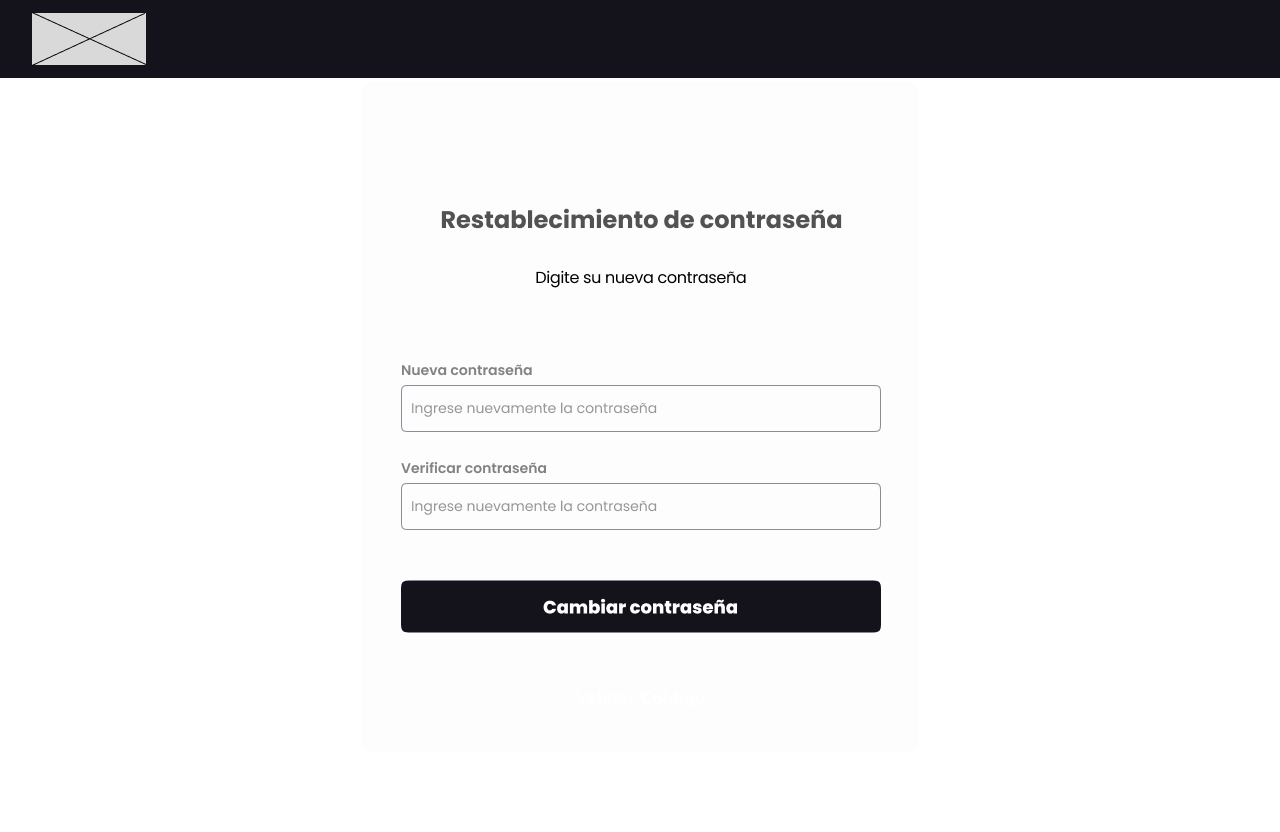 Restablecimiento de contraseña
Digite su nueva contraseña
Nueva contraseña
Ingrese nuevamente la contraseña
Verificar contraseña
Ingrese nuevamente la contraseña
Cambiar contraseña